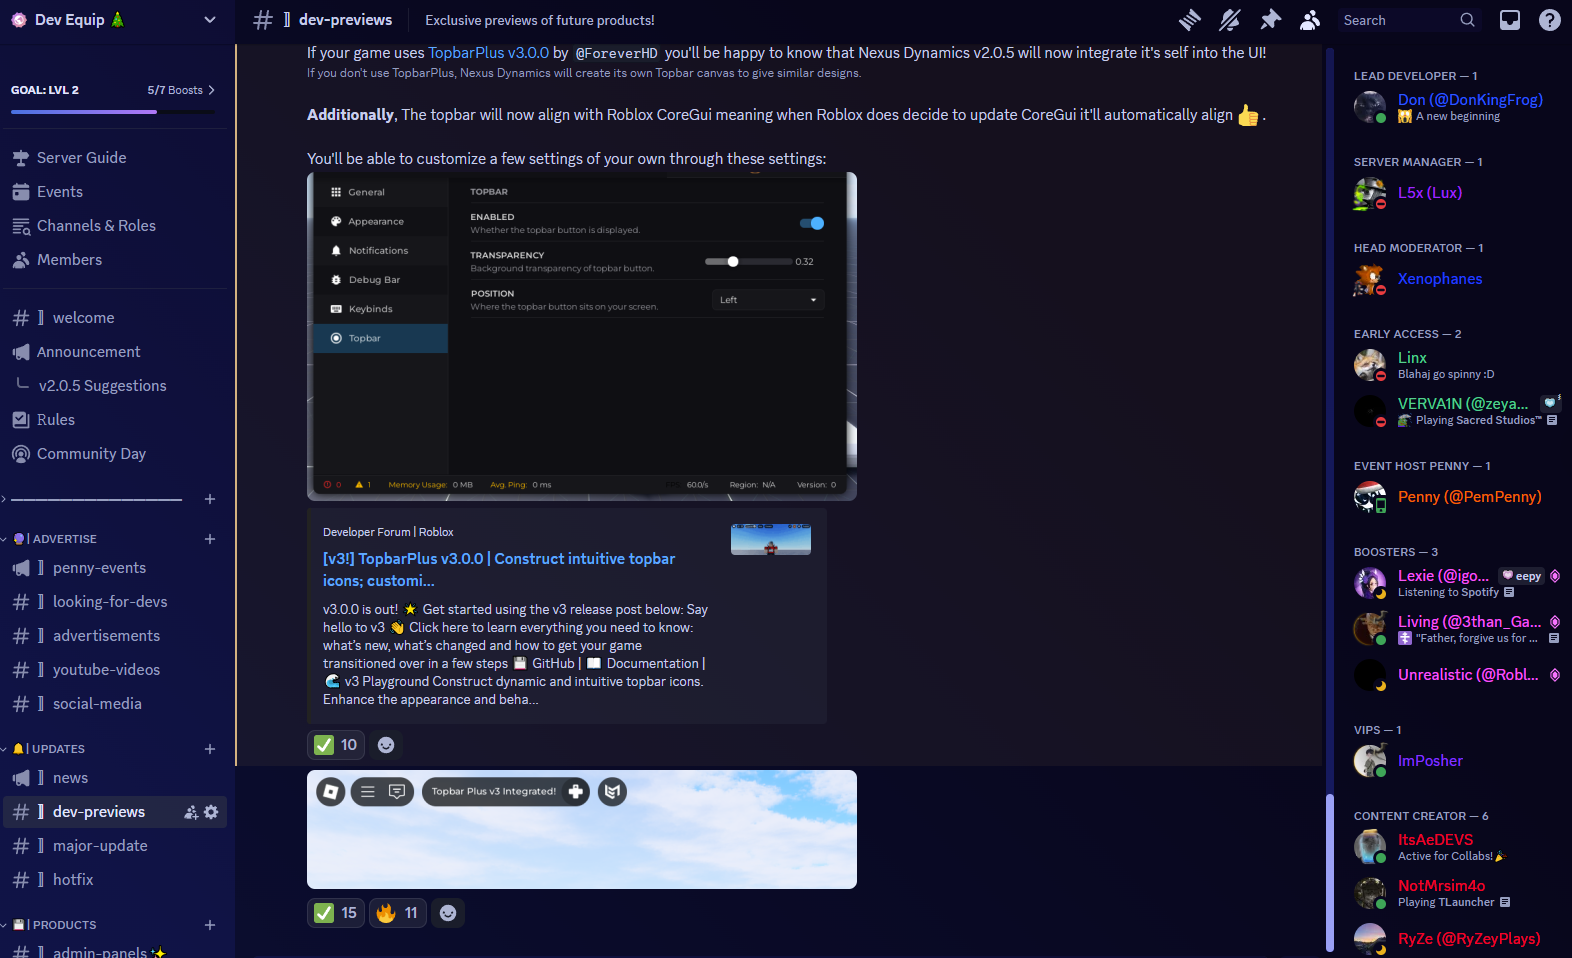 Dev Equip 🎄
GOAL: LVL 2
5/7 Boosts
Server Guide
Events
Channels & Roles
Members
welcome
Announcement
v2.0.5 Suggestions
Rules
Community Day
🔮| ADVERTISE
penny-events
looking-for-devs
advertisements
youtube-videos
social-media
🔔| UPDATES
news
dev-previews
major-update
hotfix
💾| PRODUCTS
admin-panels✨
dev-previews
Exclusive previews of future products!
Search
If your game uses TopbarPlus v3.0.0 by @ForeverHD you'll be happy to know that Nexus Dynamics v2.0.5 will now integrate it's self into the UI!
If you don't use TopbarPlus, Nexus Dynamics will create its own Topbar canvas to give similar designs.
Additionally, The topbar will now align with Roblox CoreGui meaning when Roblox does decide to update CoreGui it'll automatically align 👍.
You'll be able to customize a few settings of your own through these settings:
General
Appearance
Notifications
Debug Bar
Keybinds
Topbar
TOPBAR
ENABLED
Whether the topbar button is displayed.
TRANSPARENCY
Background transparency of topbar button.
0.32
POSITION
Where the topbar button sits on your screen.
Left
0
1
Memory Usage: 0 MB
Avg. Ping: 0 ms
FPS: 60.0/s
Region: N/A
Version: 0
Developer Forum | Roblox
[v3!] TopbarPlus v3.0.0 | Construct intuitive topbar
icons; customi...
v3.0.0 is out! 🌟 Get started using the v3 release post below: Say
hello to v3 👋 Click here to learn everything you need to know:
what's new, what's changed and how to get your game
transitioned over in a few steps 💾 GitHub | 📖 Documentation |
🌊 v3 Playground Construct dynamic and intuitive topbar icons.
Enhance the appearance and beha...
✅ 10
Topbar Plus v3 Integrated!
✅ 15
🔥 11
LEAD DEVELOPER — 1
Don (@DonKingFrog)
🙀 A new beginning
SERVER MANAGER — 1
L5x (Lux)
HEAD MODERATOR — 1
Xenophanes
EARLY ACCESS — 2
Linx
Blahaj go spinny :D
VERVA1N (@zeya...
Playing Sacred Studios™
EVENT HOST PENNY — 1
Penny (@PemPenny)
BOOSTERS — 3
Lexie (@igo...
eepy
Listening to Spotify
Living (@3than_Ga...
"Father, forgive us for ...
Unrealistic (@Robl...
VIPS — 1
ImPosher
CONTENT CREATOR — 6
ItsAeDEVS
Active for Collabs!🎉
NotMrsim4o
Playing TLauncher
RyZe (@RyZeyPlays)